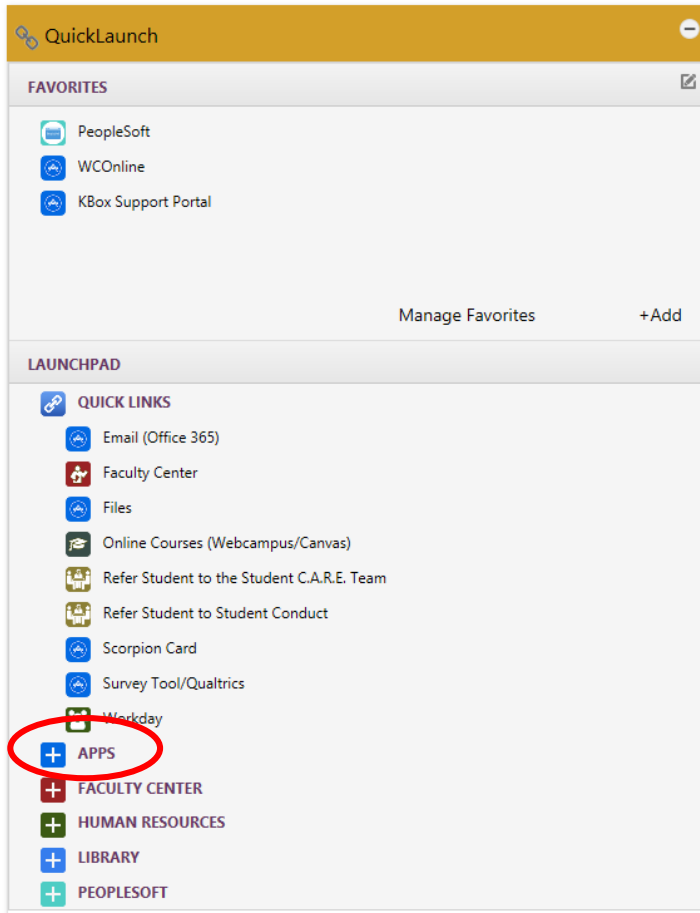 QuickLaunch
FAVORITES
PeopleSoft
WCOnline
KBox Support Portal
Manage Favorites +Add
LAUNCHPAD
QUICK LINKS
Email (Office 365)
Faculty Center
Files
Online Courses (Webcampus/Canvas)
Refer Student to the Student C.A.R.E. Team
Refer Student to Student Conduct
Scorpion Card
Survey Tool/Qualtrics
Workday
APPS
FACULTY CENTER
HUMAN RESOURCES
LIBRARY
PEOPLESOFT